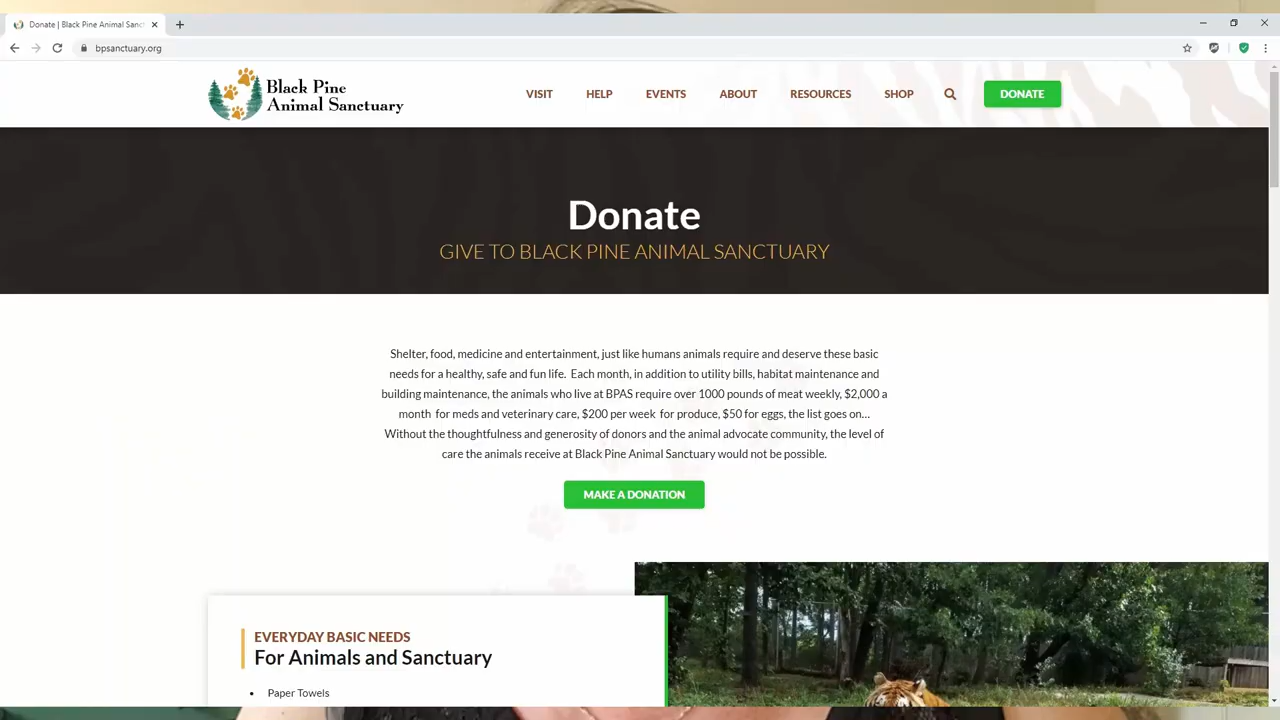 Donate | Black Pine Animal Sanct
bpsanctuary.org
Black Pine
Animal Sanctuary
VISIT
HELP
EVENTS
ABOUT
RESOURCES
SHOP
DONATE
Donate
GIVE TO BLACK PINE ANIMAL SANCTUARY
Shelter, food, medicine and entertainment, just like humans animals require and deserve these basic
needs for a healthy, safe and fun life. Each month, in addition to utility bills, habitat maintenance and
building maintenance, the animals who live at BPAS require over 1000 pounds of meat weekly, $2,000 a
month for meds and veterinary care, $200 per week for produce, $50 for eggs, the list goes on...
Without the thoughtfulness and generosity of donors and the animal advocate community, the level of
care the animals receive at Black Pine Animal Sanctuary would not be possible.
MAKE A DONATION
EVERYDAY BASIC NEEDS
For Animals and Sanctuary
• Paper Towels